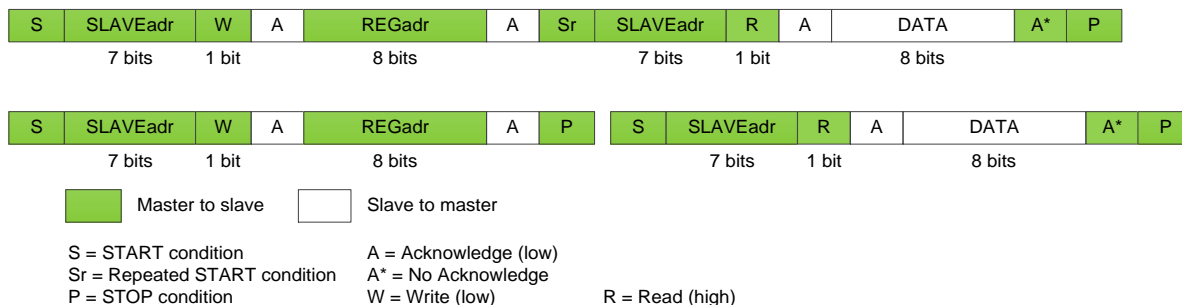 S SLAVEadr W A REGadr A Sr SLAVEadr R A DATA A* P
7 bits 1 bit 8 bits 7 bits 1 bit 8 bits
S SLAVEadr W A REGadr A P S SLAVEadr R A DATA A* P
7 bits 1 bit 8 bits 7 bits 1 bit 8 bits
Master to slave Slave to master
S = START condition A = Acknowledge (low)
Sr = Repeated START condition A* = No Acknowledge
P = STOP condition W = Write (low) R = Read (high)